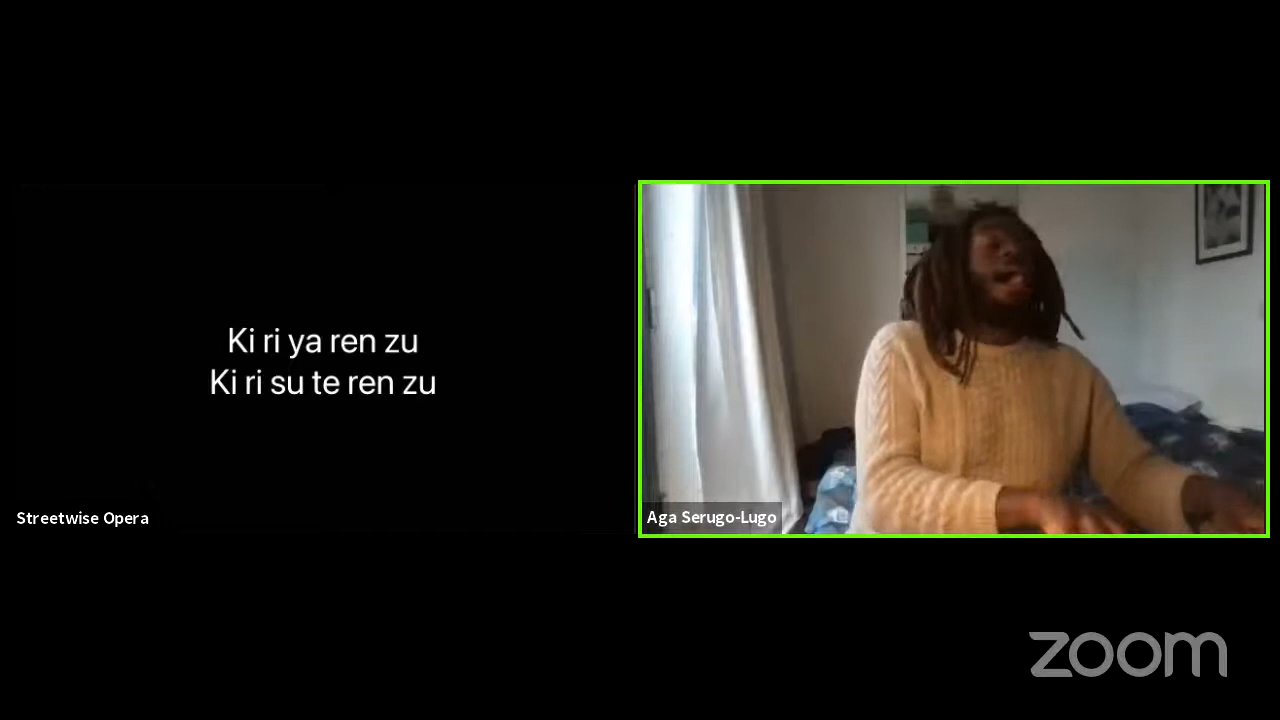 Ki ri ya ren zu
Ki ri su te ren zu
Streetwise Opera
Aga Serugo-Lugo
zoom